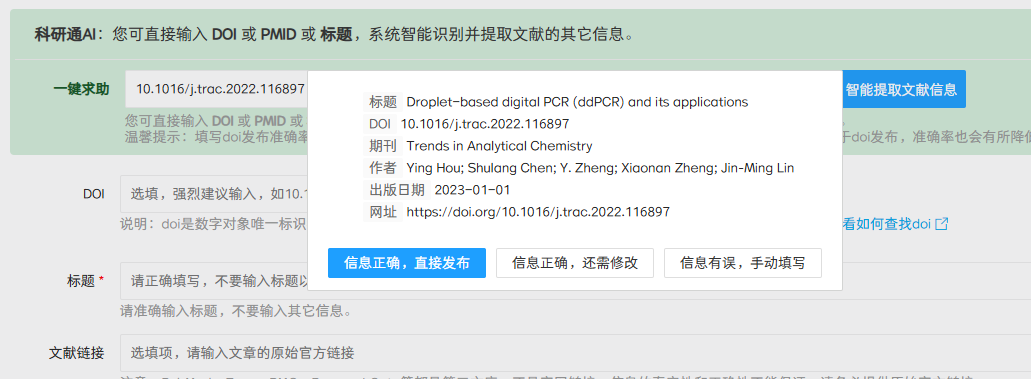 科研通AI：您可直接输入 DOI 或 PMID 或 标题，系统智能识别并提取文献的其它信息。
一键求助 10.1016/j.trac.2022.116897 智能提取文献信息
您可直接输入 DOI 或 PMID 或
温馨提示：填写doi发布准确率 于doi发布，准确率也会有所降低
标题 Droplet-based digital PCR (ddPCR) and its applications
DOI 10.1016/j.trac.2022.116897
期刊 Trends in Analytical Chemistry
作者 Ying Hou; Shulang Chen; Y. Zheng; Xiaonan Zheng; Jin-Ming Lin
出版日期 2023-01-01
网址 https://doi.org/10.1016/j.trac.2022.116897
信息正确，直接发布 信息正确，还需修改 信息有误，手动填写
DOI 选填，强烈建议输入，如10.1
说明：doi是数字对象唯一标识 看如何查找doi
标题 * 请正确填写，不要输入标题以
请准确输入标题，不要输入其它信息。
文献链接 选填项，请输入文章的原始官方链接